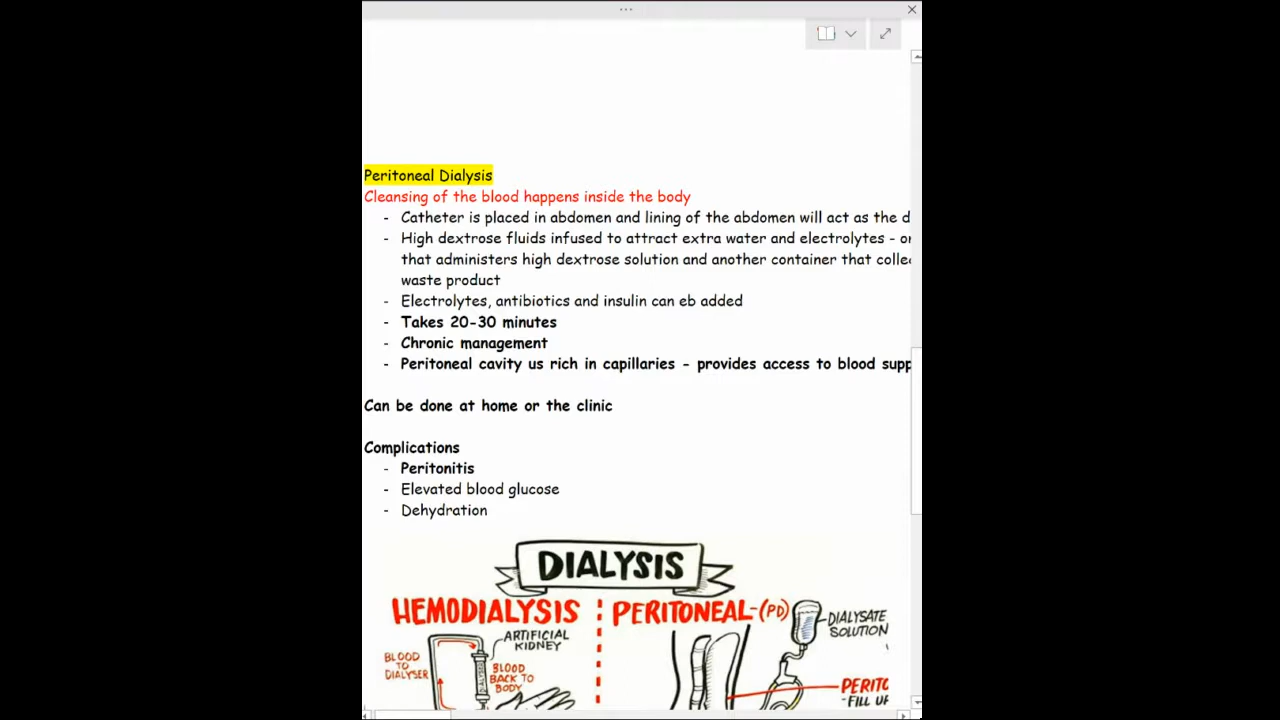 Peritoneal Dialysis
Cleansing of the blood happens inside the body
- Catheter is placed in abdomen and lining of the abdomen will act as the
- High dextrose fluids infused to attract extra water and electrolytes -
that administers high dextrose solution and another container that
waste product
- Electrolytes, antibiotics and insulin can eb added
- Takes 20-30 minutes
- Chronic management
- Peritoneal cavity us rich in capillaries - provides access to blood
Can be done at home or the clinic
Complications
- Peritonitis
- Elevated blood glucose
- Dehydration
DIALYSIS
HEMODIALYSIS
BLOOD
TO
DIALYSER
ARTIFICIAL
KIDNEY
DIALYSIS
BLOOD
BACK TO
BODY
PERITONEAL-(PD)
DIALYSATE
SOLUTION
-FILL